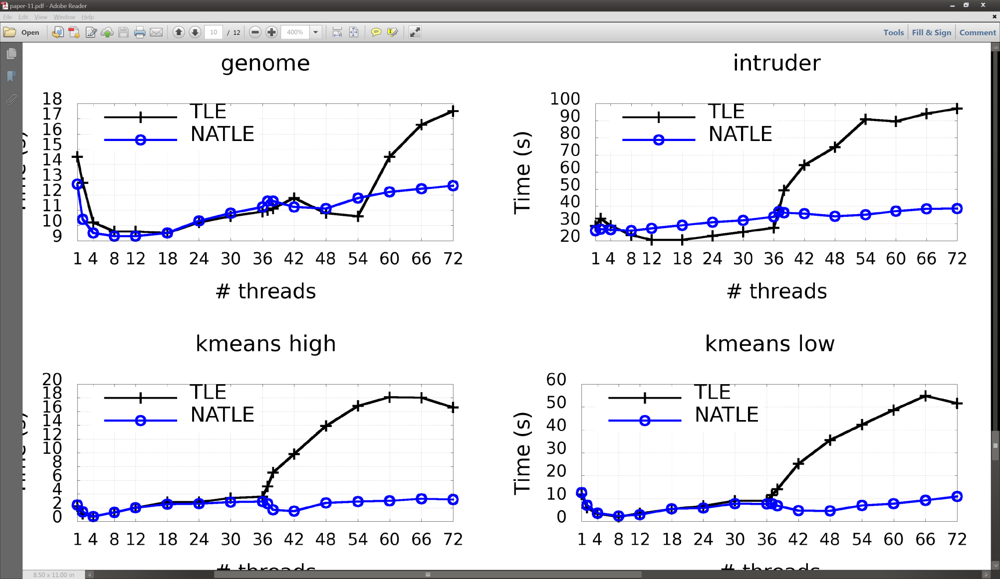 paper-11.pdf - Adobe Reader
File Edit View Window Help
Open 10 / 12 400% Tools Fill & Sign Comment
genome
18
17
16
15
14
13
12
11
10
9
TLE
NATLE
1 4 8 12 18 24 30 36 42 48 54 60 66 72
# threads
intruder
Time (s)
100
90
80
70
60
50
40
30
20
TLE
NATLE
1 4 8 12 18 24 30 36 42 48 54 60 66 72
# threads
kmeans high
20
18
16
14
12
10
8
6
4
2
0
TLE
NATLE
1 4 8 12 18 24 30 36 42 48 54 60 66 72
# threads
kmeans low
Time (s)
60
50
40
30
20
10
0
TLE
NATLE
1 4 8 12 18 24 30 36 42 48 54 60 66 72
# threads
8.50 x 11.00 in